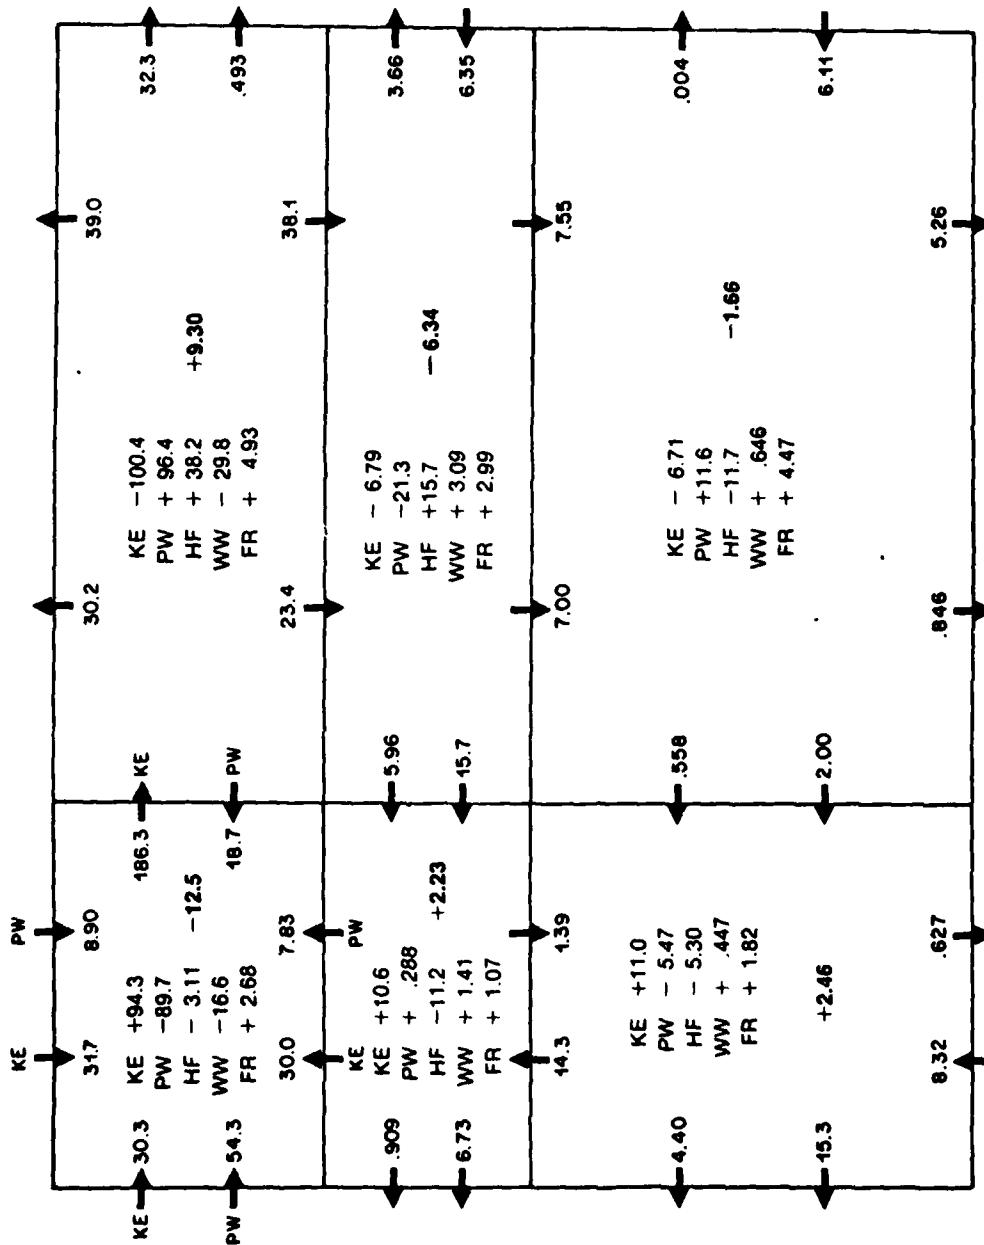 KE
PW
31.7
8.90
30.2
39.0
KE
30.3
PW
54.3
KE +94.3
PW −89.7
HF − 3.11
WW −16.6
FR + 2.68
−12.5
186.3
KE
18.7
PW
KE −100.4
PW + 96.4
HF + 38.2
WW − 29.8
FR + 4.93
+9.30
32.3
.493
30.0
7.83
23.4
38.1
KE
PW
.909
6.73
KE +10.6
PW + .288
HF −11.2
WW + 1.41
FR + 1.07
+2.23
5.96
15.7
KE − 6.79
PW −21.3
HF +15.7
WW + 3.09
FR + 2.99
−6.34
3.66
6.35
14.3
1.39
7.00
7.55
4.40
15.3
KE +11.0
PW − 5.47
HF − 5.30
WW + .447
FR + 1.82
+2.46
.558
2.00
KE − 6.71
PW +11.6
HF −11.7
WW + .646
FR + 4.47
−1.66
.004
6.11
8.32
.627
.846
5.26